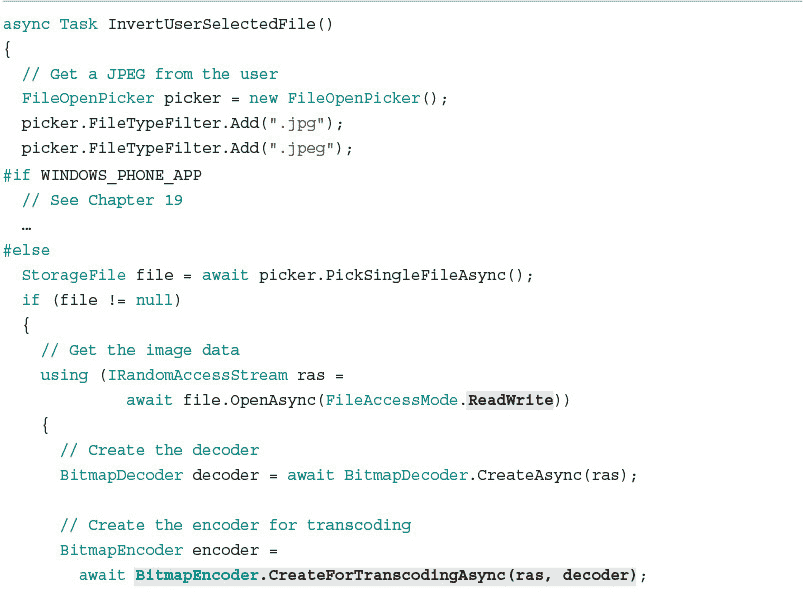 async Task InvertUserSelectedFile()
{
  // Get a JPEG from the user
  FileOpenPicker picker = new FileOpenPicker();
  picker.FileTypeFilter.Add(".jpg");
  picker.FileTypeFilter.Add(".jpeg");
#if WINDOWS_PHONE_APP
  // See Chapter 19
  …
#else
  StorageFile file = await picker.PickSingleFileAsync();
  if (file != null)
  {
    // Get the image data
    using (IRandomAccessStream ras =
             await file.OpenAsync(FileAccessMode.ReadWrite))
    {
      // Create the decoder
      BitmapDecoder decoder = await BitmapDecoder.CreateAsync(ras);

      // Create the encoder for transcoding
      BitmapEncoder encoder =
        await BitmapEncoder.CreateForTranscodingAsync(ras, decoder);